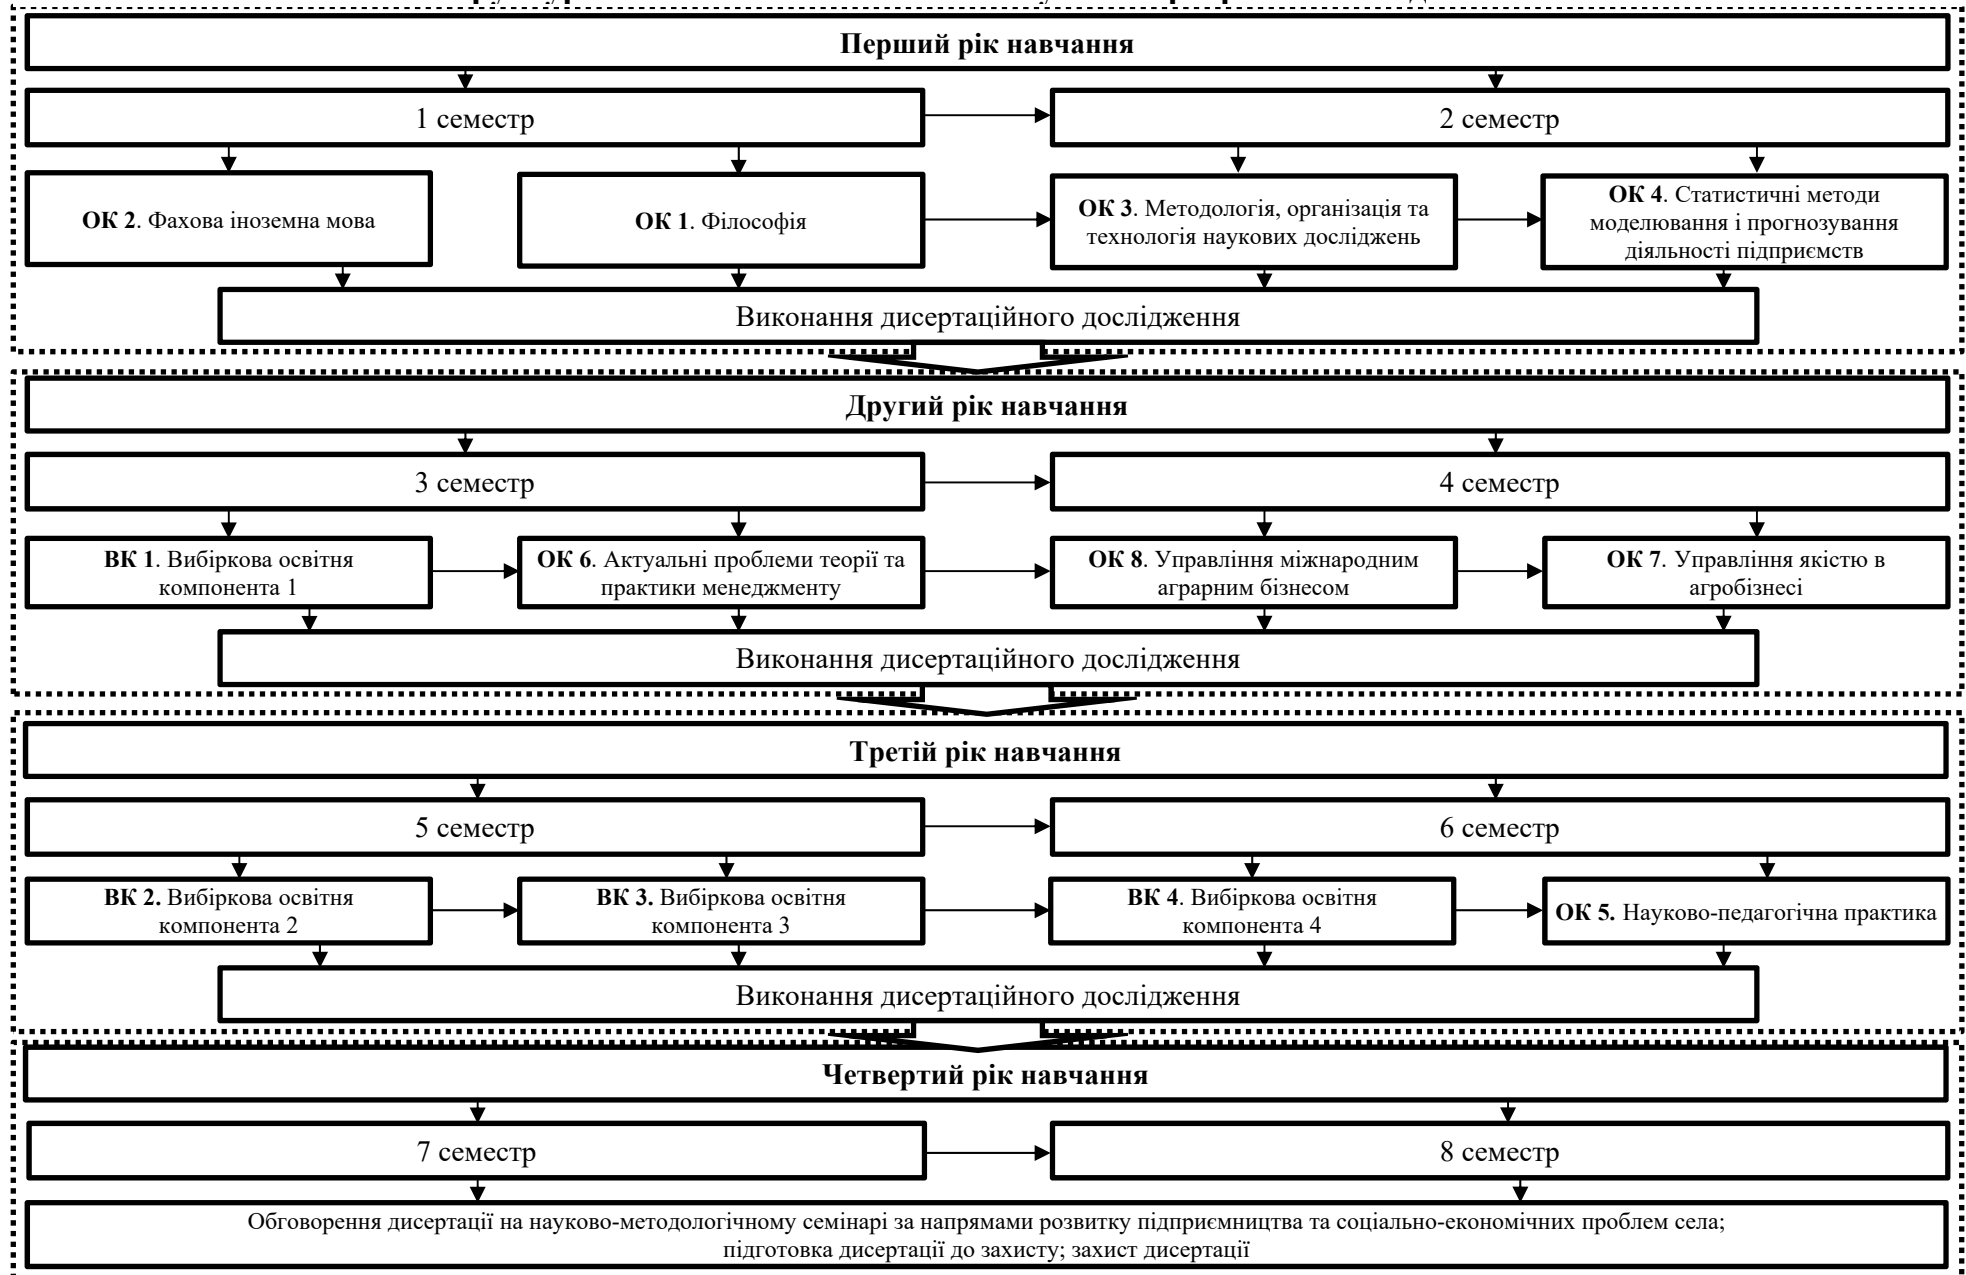 Перший рік навчання
1 семестр
2 семестр
ОК 2. Фахова іноземна мова
ОК 1. Філософія
ОК 3. Методологія, організація та
технологія наукових досліджень
ОК 4. Статистичні методи
моделювання і прогнозування
діяльності підприємств
Виконання дисертаційного дослідження
Другий рік навчання
3 семестр
4 семестр
ВК 1. Вибіркова освітня
компонента 1
ОК 6. Актуальні проблеми теорії та
практики менеджменту
ОК 8. Управління міжнародним
аграрним бізнесом
ОК 7. Управління якістю в
агробізнесі
Виконання дисертаційного дослідження
Третій рік навчання
5 семестр
6 семестр
ВК 2. Вибіркова освітня
компонента 2
ВК 3. Вибіркова освітня
компонента 3
ВК 4. Вибіркова освітня
компонента 4
ОК 5. Науково-педагогічна практика
Виконання дисертаційного дослідження
Четвертий рік навчання
7 семестр
8 семестр
Обговорення дисертації на науково-методологічному семінарі за напрямами розвитку підприємництва та соціально-економічних проблем села;
підготовка дисертації до захисту; захист дисертації